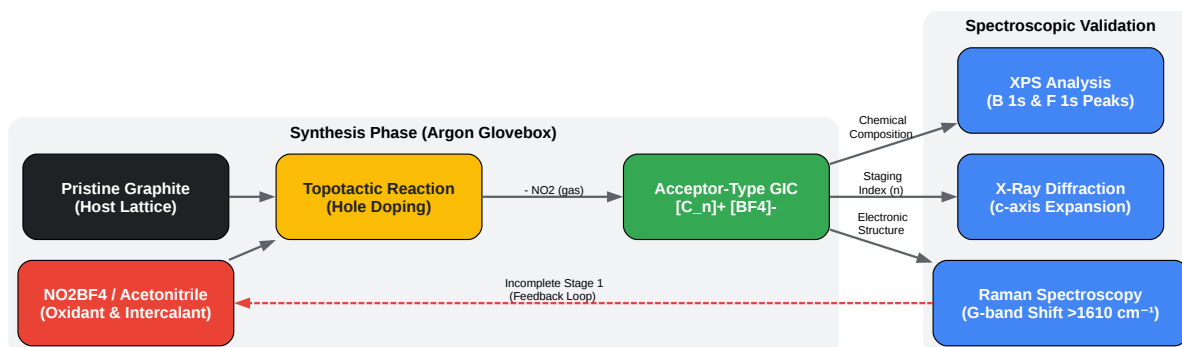 Spectroscopic Validation
XPS Analysis
(B 1s & F 1s Peaks)
Chemical
Composition
Synthesis Phase (Argon Glovebox)
Pristine Graphite
(Host Lattice)
Topotactic Reaction
(Hole Doping)
- NO2 (gas)
Acceptor-Type GIC
[C_n]+ [BF4]-
Staging
Index (n)
X-Ray Diffraction
(c-axis Expansion)
Electronic
Structure
NO2BF4 / Acetonitrile
(Oxidant & Intercalant)
Incomplete Stage 1
(Feedback Loop)
Raman Spectroscopy
(G-band Shift >1610 cm⁻¹)